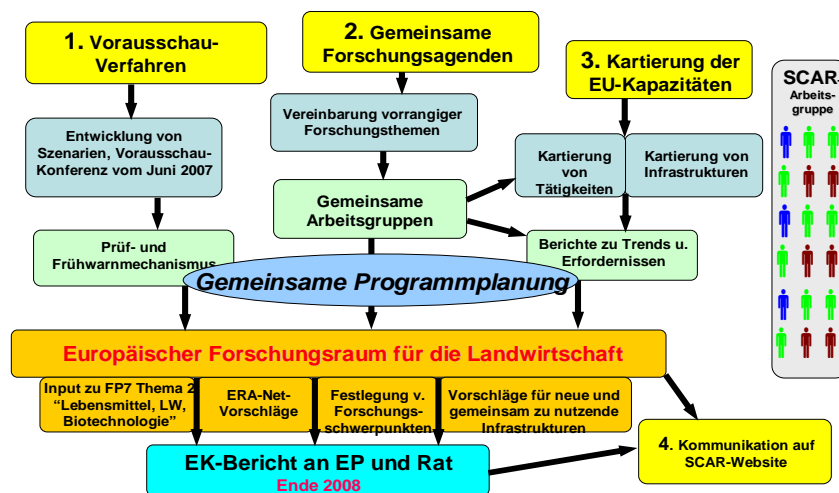 1. Vorausschau-
Verfahren
2. Gemeinsame
Forschungsagenden
3. Kartierung der
EU-Kapazitäten
SCAR-
Arbeits-
gruppe
Entwicklung von
Szenarien, Vorausschau-
Konferenz vom Juni 2007
Vereinbarung vorrangiger
Forschungsthemen
Kartierung
von
Tätigkeiten
Kartierung von
Infrastrukturen
Gemeinsame
Arbeitsgruppen
Prüf- und
Frühwarnmechanismus
Berichte zu Trends u.
Erfordernissen
Gemeinsame Programmplanung
Europäischer Forschungsraum für die Landwirtschaft
Input zu FP7 Thema 2
“Lebensmittel, LW,
Biotechnologie”
ERA-Net-
Vorschläge
Festlegung v.
Forschungs-
schwerpunkten
Vorschläge für neue und
gemeinsam zu nutzende
Infrastrukturen
EK-Bericht an EP und Rat
Ende 2008
4. Kommunikation auf
SCAR-Website